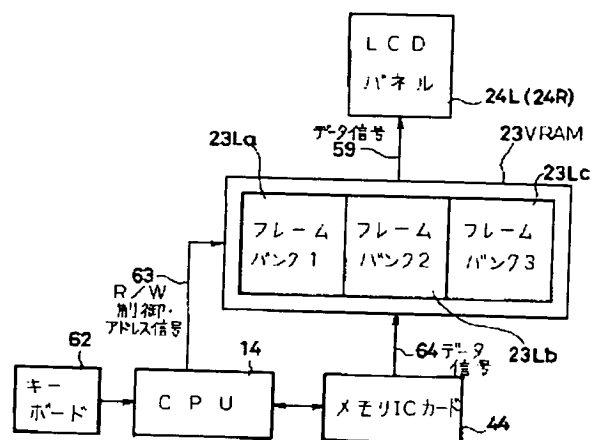 LCD
パネル
24L (24R)
データ信号
59
23VRAM
23La
23Lc
フレーム
バンク1
フレーム
バンク2
フレーム
バンク3
63
R/W
制御・
アドレス信号
23Lb
62
14
64データ
信号
キー
ボード
CPU
メモリICカード
44